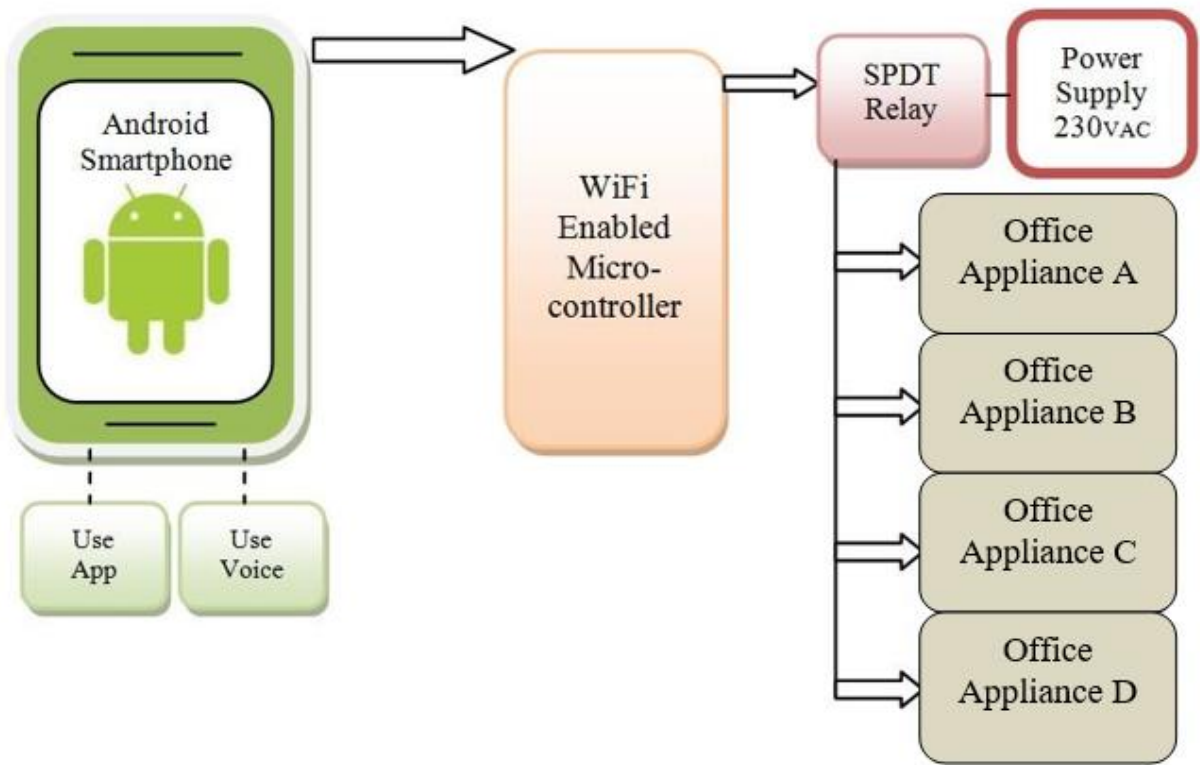 Android
Smartphone
Use
App
Use
Voice
WiFi
Enabled
Micro-
controller
SPDT
Relay
Power
Supply
230VAC
Office
Appliance A
Office
Appliance B
Office
Appliance C
Office
Appliance D